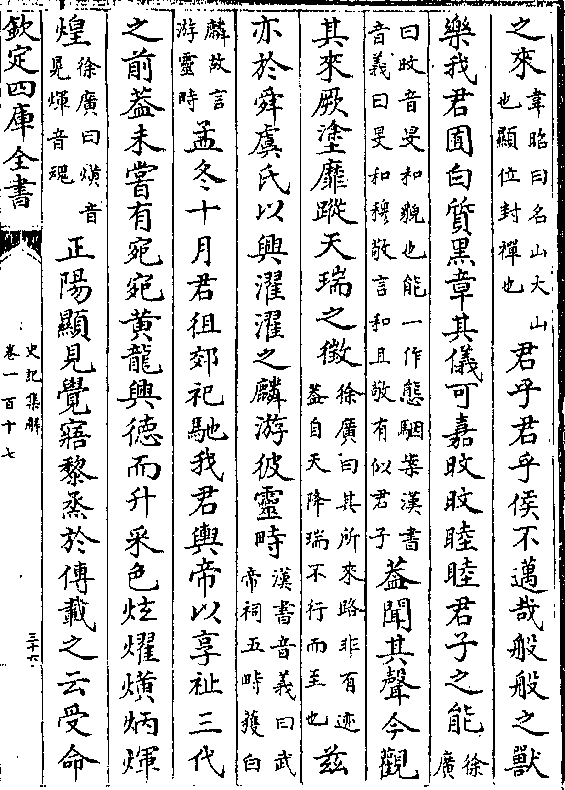 之來韋昭曰名山大山也顯位封禪也君乎君乎侯不邁哉般般之獸
樂我君囿白質黑章其儀可嘉旼旼睦睦君子之能徐廣
曰旼音旻和貌也能一作態駰案漢書音義曰旻和穆敬言和且敬有似君子葢聞其聲今觀
其來厥塗靡蹤天瑞之徵徐廣曰其所來路非有迹葢自天降瑞不行而至也兹
亦於舜虞氏以興濯濯之麟游彼靈時漢書音義曰武帝祠五時獲白
麟故言游靈時孟冬十月君徂郊祀馳我君輿帝以享祉三代
之前葢未嘗有宛宛黄龍興徳而升采色炫燿熿炳煇
煌徐廣曰熿音晃煇音魂正陽顯見覺寤黎烝於傳載之云受命
欽定四庫全書
史記集解
卷一百十七
三十六